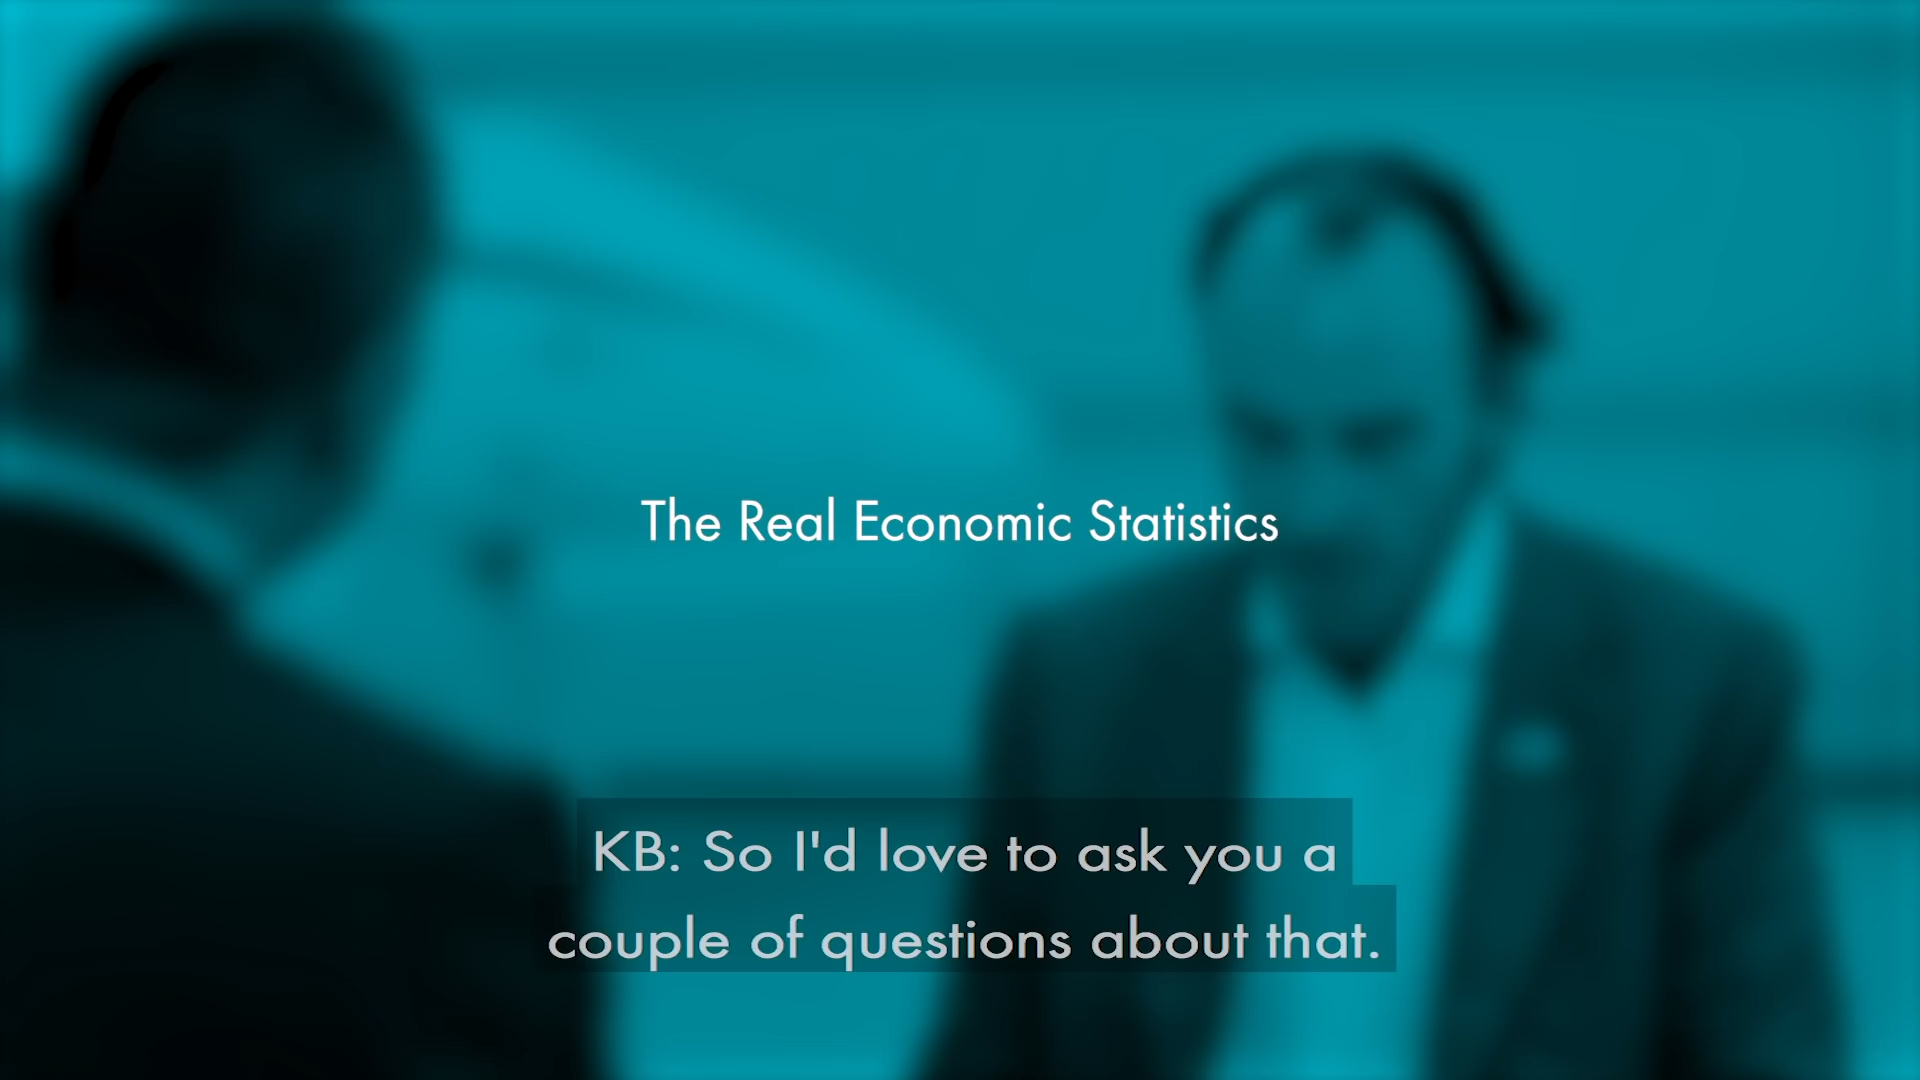 The Real Economic Statistics
KB: So I'd love to ask you a
couple of questions about that.